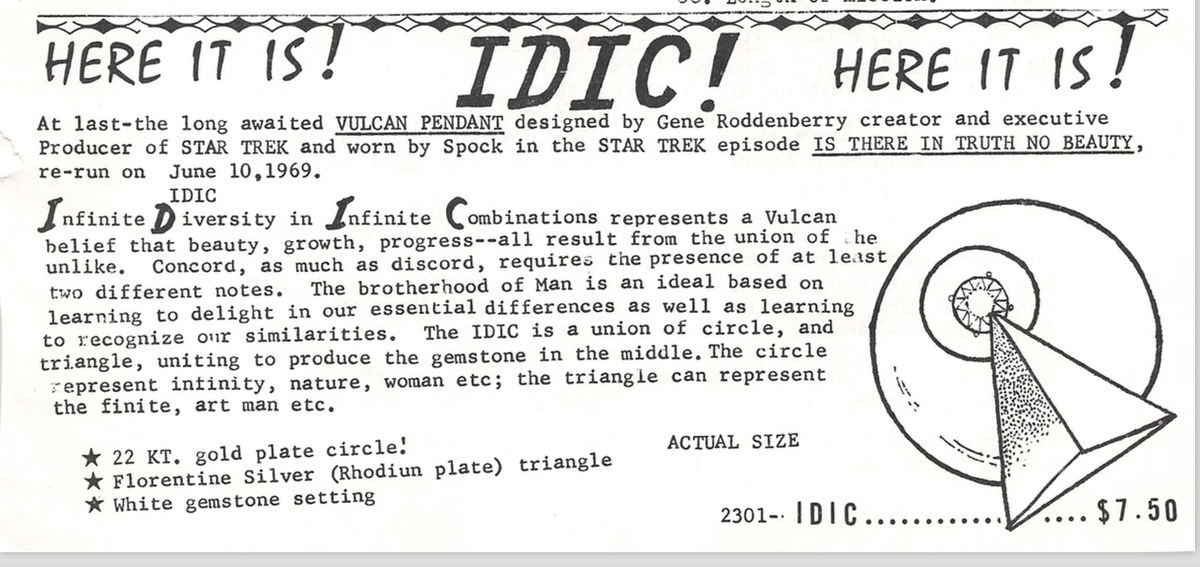 HERE IT IS! IDIC! HERE IT IS!
At last-the long awaited VULCAN PENDANT designed by Gene Roddenberry creator and executive
Producer of STAR TREK and worn by Spock in the STAR TREK episode IS THERE IN TRUTH NO BEAUTY,
re-run on June 10,1969.
IDIC
Infinite Diversity in Infinite Combinations represents a Vulcan
belief that beauty, growth, progress--all result from the union of the
unlike. Concord, as much as discord, requires the presence of at least
two different notes. The brotherhood of Man is an ideal based on
learning to delight in our essential differences as well as learning
to recognize our similarities. The IDIC is a union of circle, and
triangle, uniting to produce the gemstone in the middle. The circle
represent infinity, nature, woman etc; the triangle can represent
the finite, art man etc.
★ 22 KT. gold plate circle!
★ Florentine Silver (Rhodiun plate) triangle
★ White gemstone setting
ACTUAL SIZE
2301-- IDIC.................. $7.50